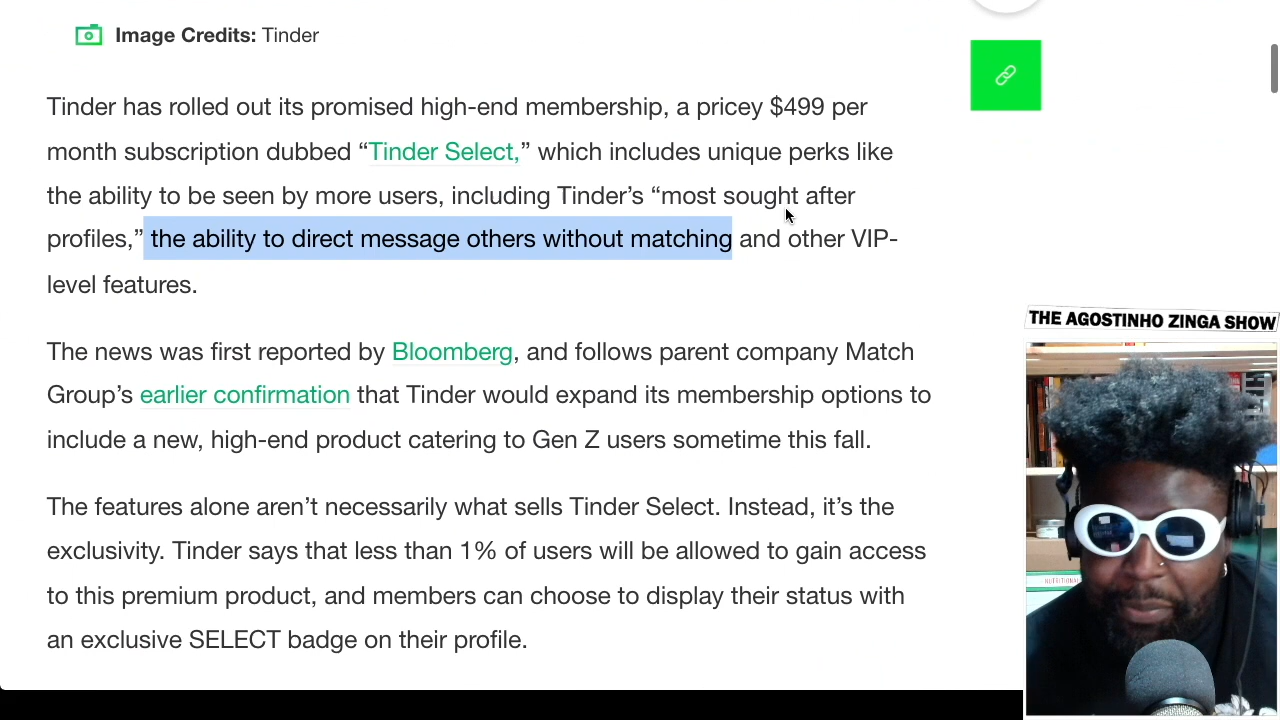 Image Credits: Tinder
Tinder has rolled out its promised high-end membership, a pricey $499 per
month subscription dubbed “Tinder Select,” which includes unique perks like
the ability to be seen by more users, including Tinder’s “most sought after
profiles,” the ability to direct message others without matching and other VIP-
level features.
The news was first reported by Bloomberg, and follows parent company Match
Group’s earlier confirmation that Tinder would expand its membership options to
include a new, high-end product catering to Gen Z users sometime this fall.
The features alone aren’t necessarily what sells Tinder Select. Instead, it’s the
exclusivity. Tinder says that less than 1% of users will be allowed to gain access
to this premium product, and members can choose to display their status with
an exclusive SELECT badge on their profile.
THE AGOSTINHO ZINGA SHOW